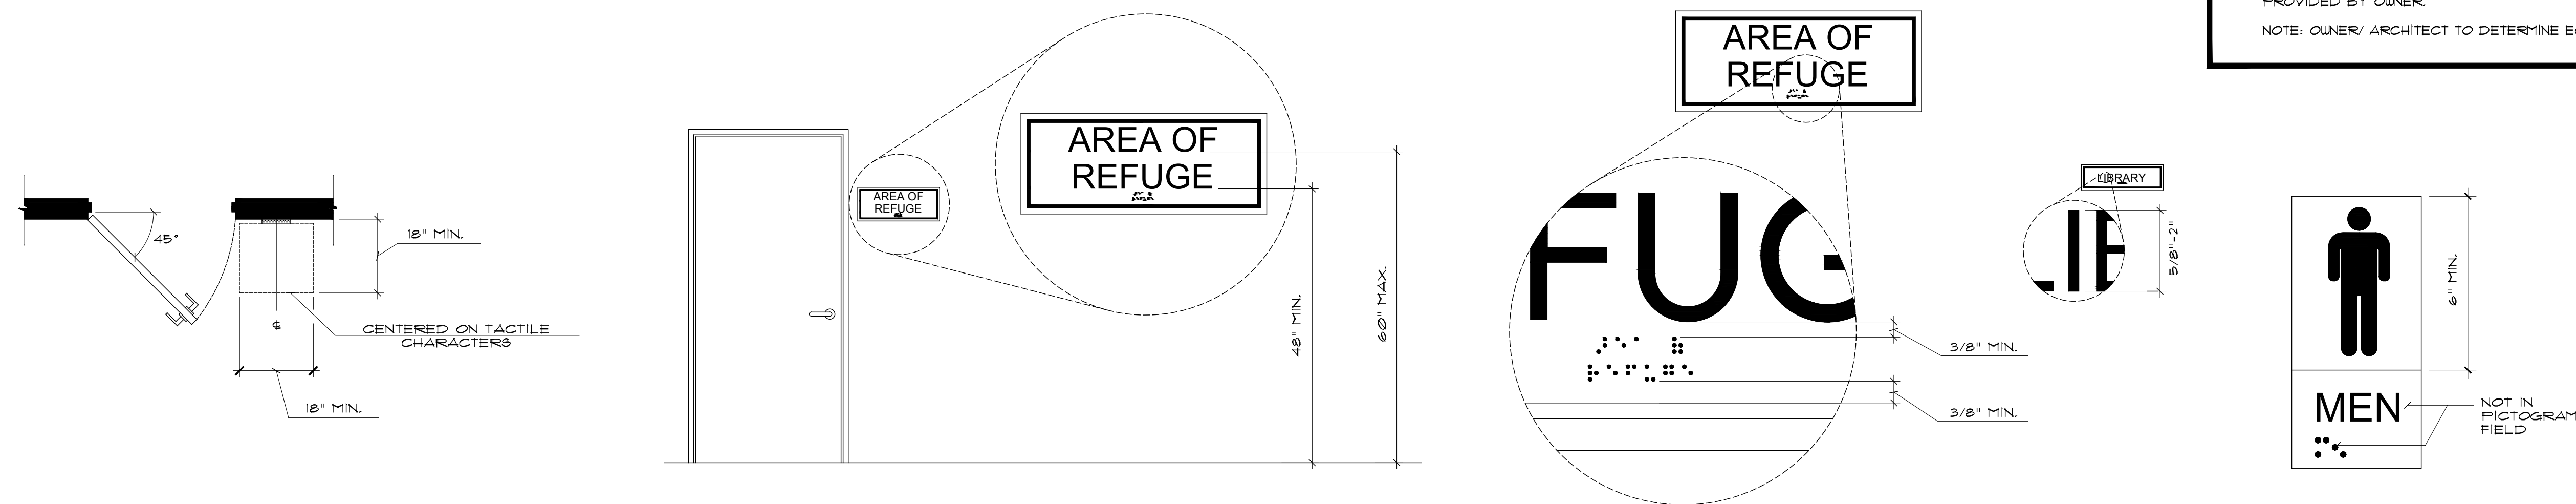 PROVIDED BY OWNER.
NOTE: OWNER/ ARCHITECT TO DETERMINE
45°
18" MIN.
℄
CENTERED ON TACTILE
CHARACTERS
18" MIN.
AREA OF
REFUGE
AREA OF
REFUGE
48" MIN.
60" MAX.
AREA OF
REFUGE
FUG
3/8" MIN.
3/8" MIN.
LIBRARY
LIB
5/8"-2"
6" MIN.
MEN
NOT IN
PICTOGRAM
FIELD